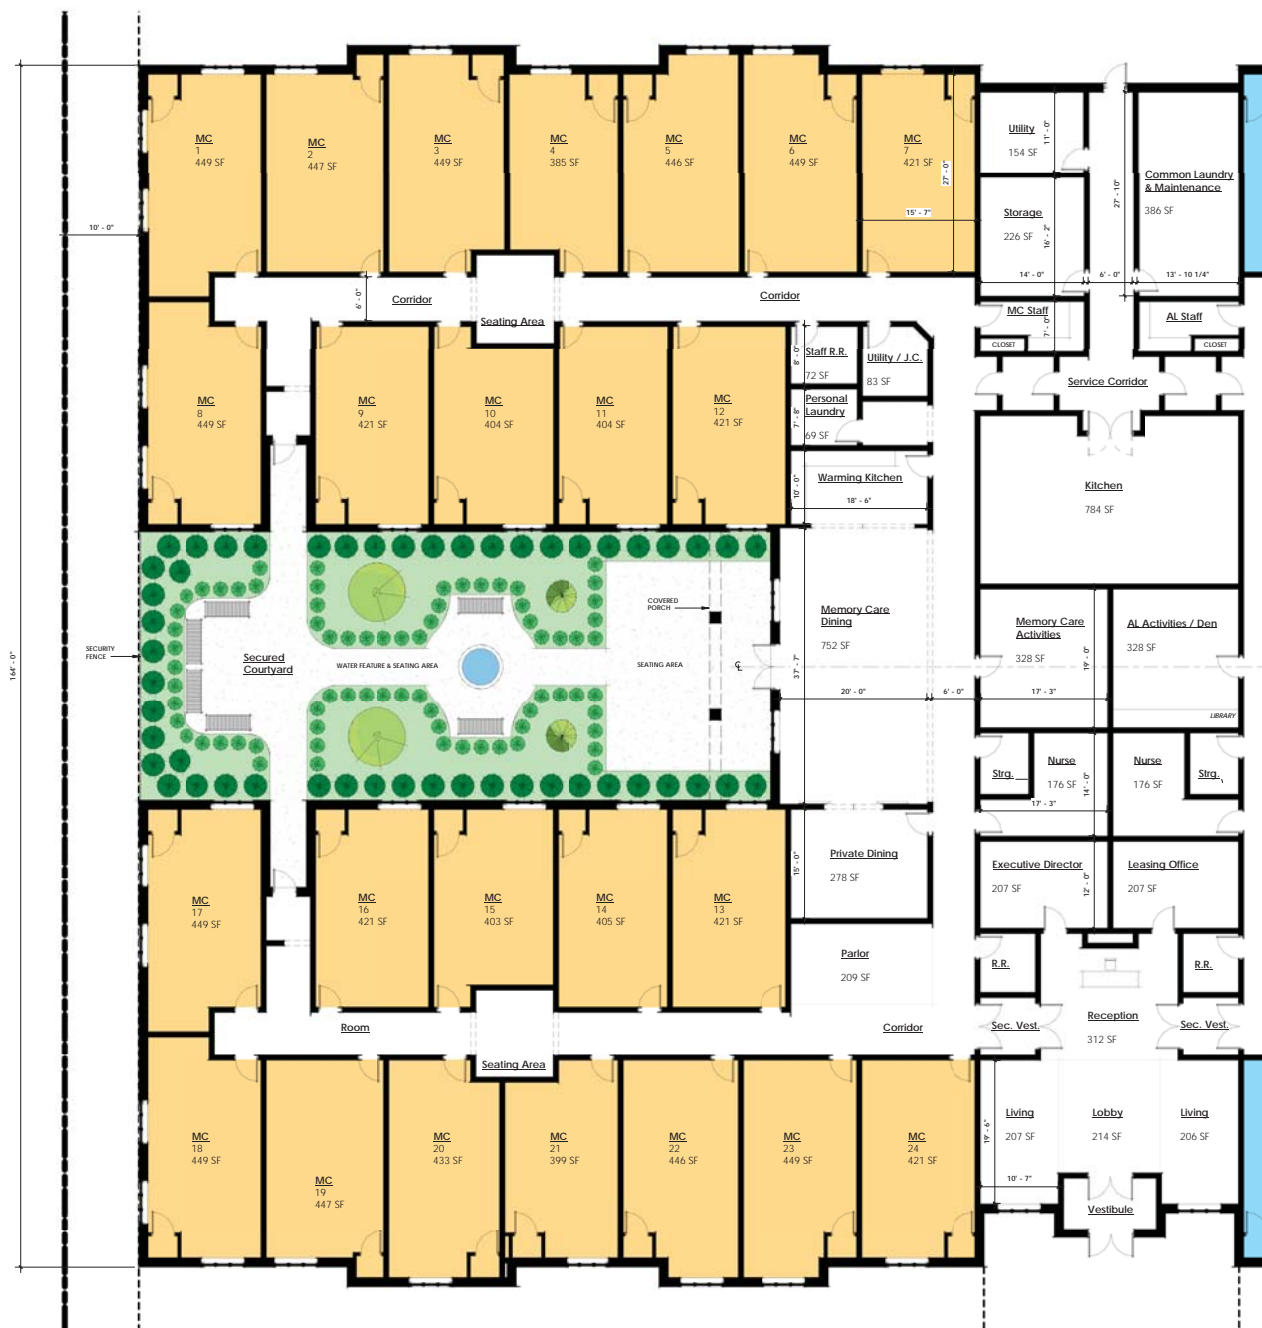 MC
1
449 SF
MC
2
447 SF
MC
3
449 SF
MC
4
385 SF
MC
5
446 SF
MC
6
449 SF
MC
7
421 SF
27' - 0"
15' - 7"
Utility
154 SF
11' - 0"
Storage
226 SF
16' - 2"
27' - 10"
Common Laundry
& Maintenance
386 SF
14' - 0"
6' - 0"
13' - 10 1/4"
10' - 0"
164' - 0"
6' - 0"
Corridor
Seating Area
Corridor
MC Staff
7' - 0"
CLOSET
AL Staff
CLOSET
Service Corridor
MC
8
449 SF
MC
9
421 SF
MC
10
404 SF
MC
11
404 SF
MC
12
421 SF
8' - 0"
Staff R.R.
72 SF
Utility / J.C.
83 SF
7' - 8"
Personal
Laundry
69 SF
10' - 0"
Warming Kitchen
18' - 6"
Kitchen
784 SF
SECURITY
FENCE
Secured
Courtyard
WATER FEATURE & SEATING AREA
COVERED
PORCH
SEATING AREA
℄
Memory Care
Dining
752 SF
37' - 7"
20' - 0"
6' - 0"
Memory Care
Activities
328 SF
19' - 0"
17' - 3"
AL Activities / Den
328 SF
LIBRARY
Strg.
Nurse
176 SF
14' - 0"
17' - 3"
Nurse
176 SF
Strg.
MC
17
449 SF
MC
16
421 SF
MC
15
403 SF
MC
14
405 SF
MC
13
421 SF
15' - 0"
Private Dining
278 SF
Executive Director
207 SF
12' - 0"
Leasing Office
207 SF
Parlor
209 SF
R.R.
R.R.
Room
Seating Area
Corridor
Sec. Vest.
Reception
312 SF
Sec. Vest.
MC
18
449 SF
MC
19
447 SF
MC
20
433 SF
MC
21
399 SF
MC
22
446 SF
MC
23
449 SF
MC
24
421 SF
19' - 6"
Living
207 SF
10' - 7"
Lobby
214 SF
Living
206 SF
Vestibule